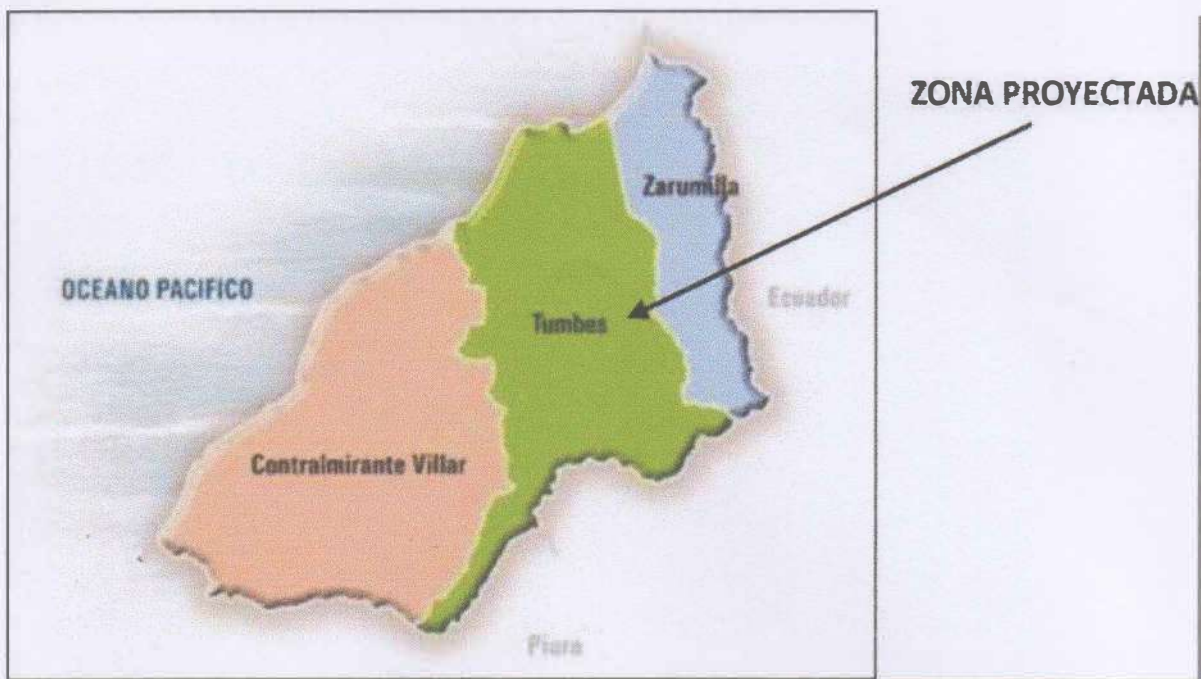 ZONA PROYECTADA
Zarumilla
OCEANO PACIFICO
Ecuador
Tumbes
Contralmirante Villar
Piura